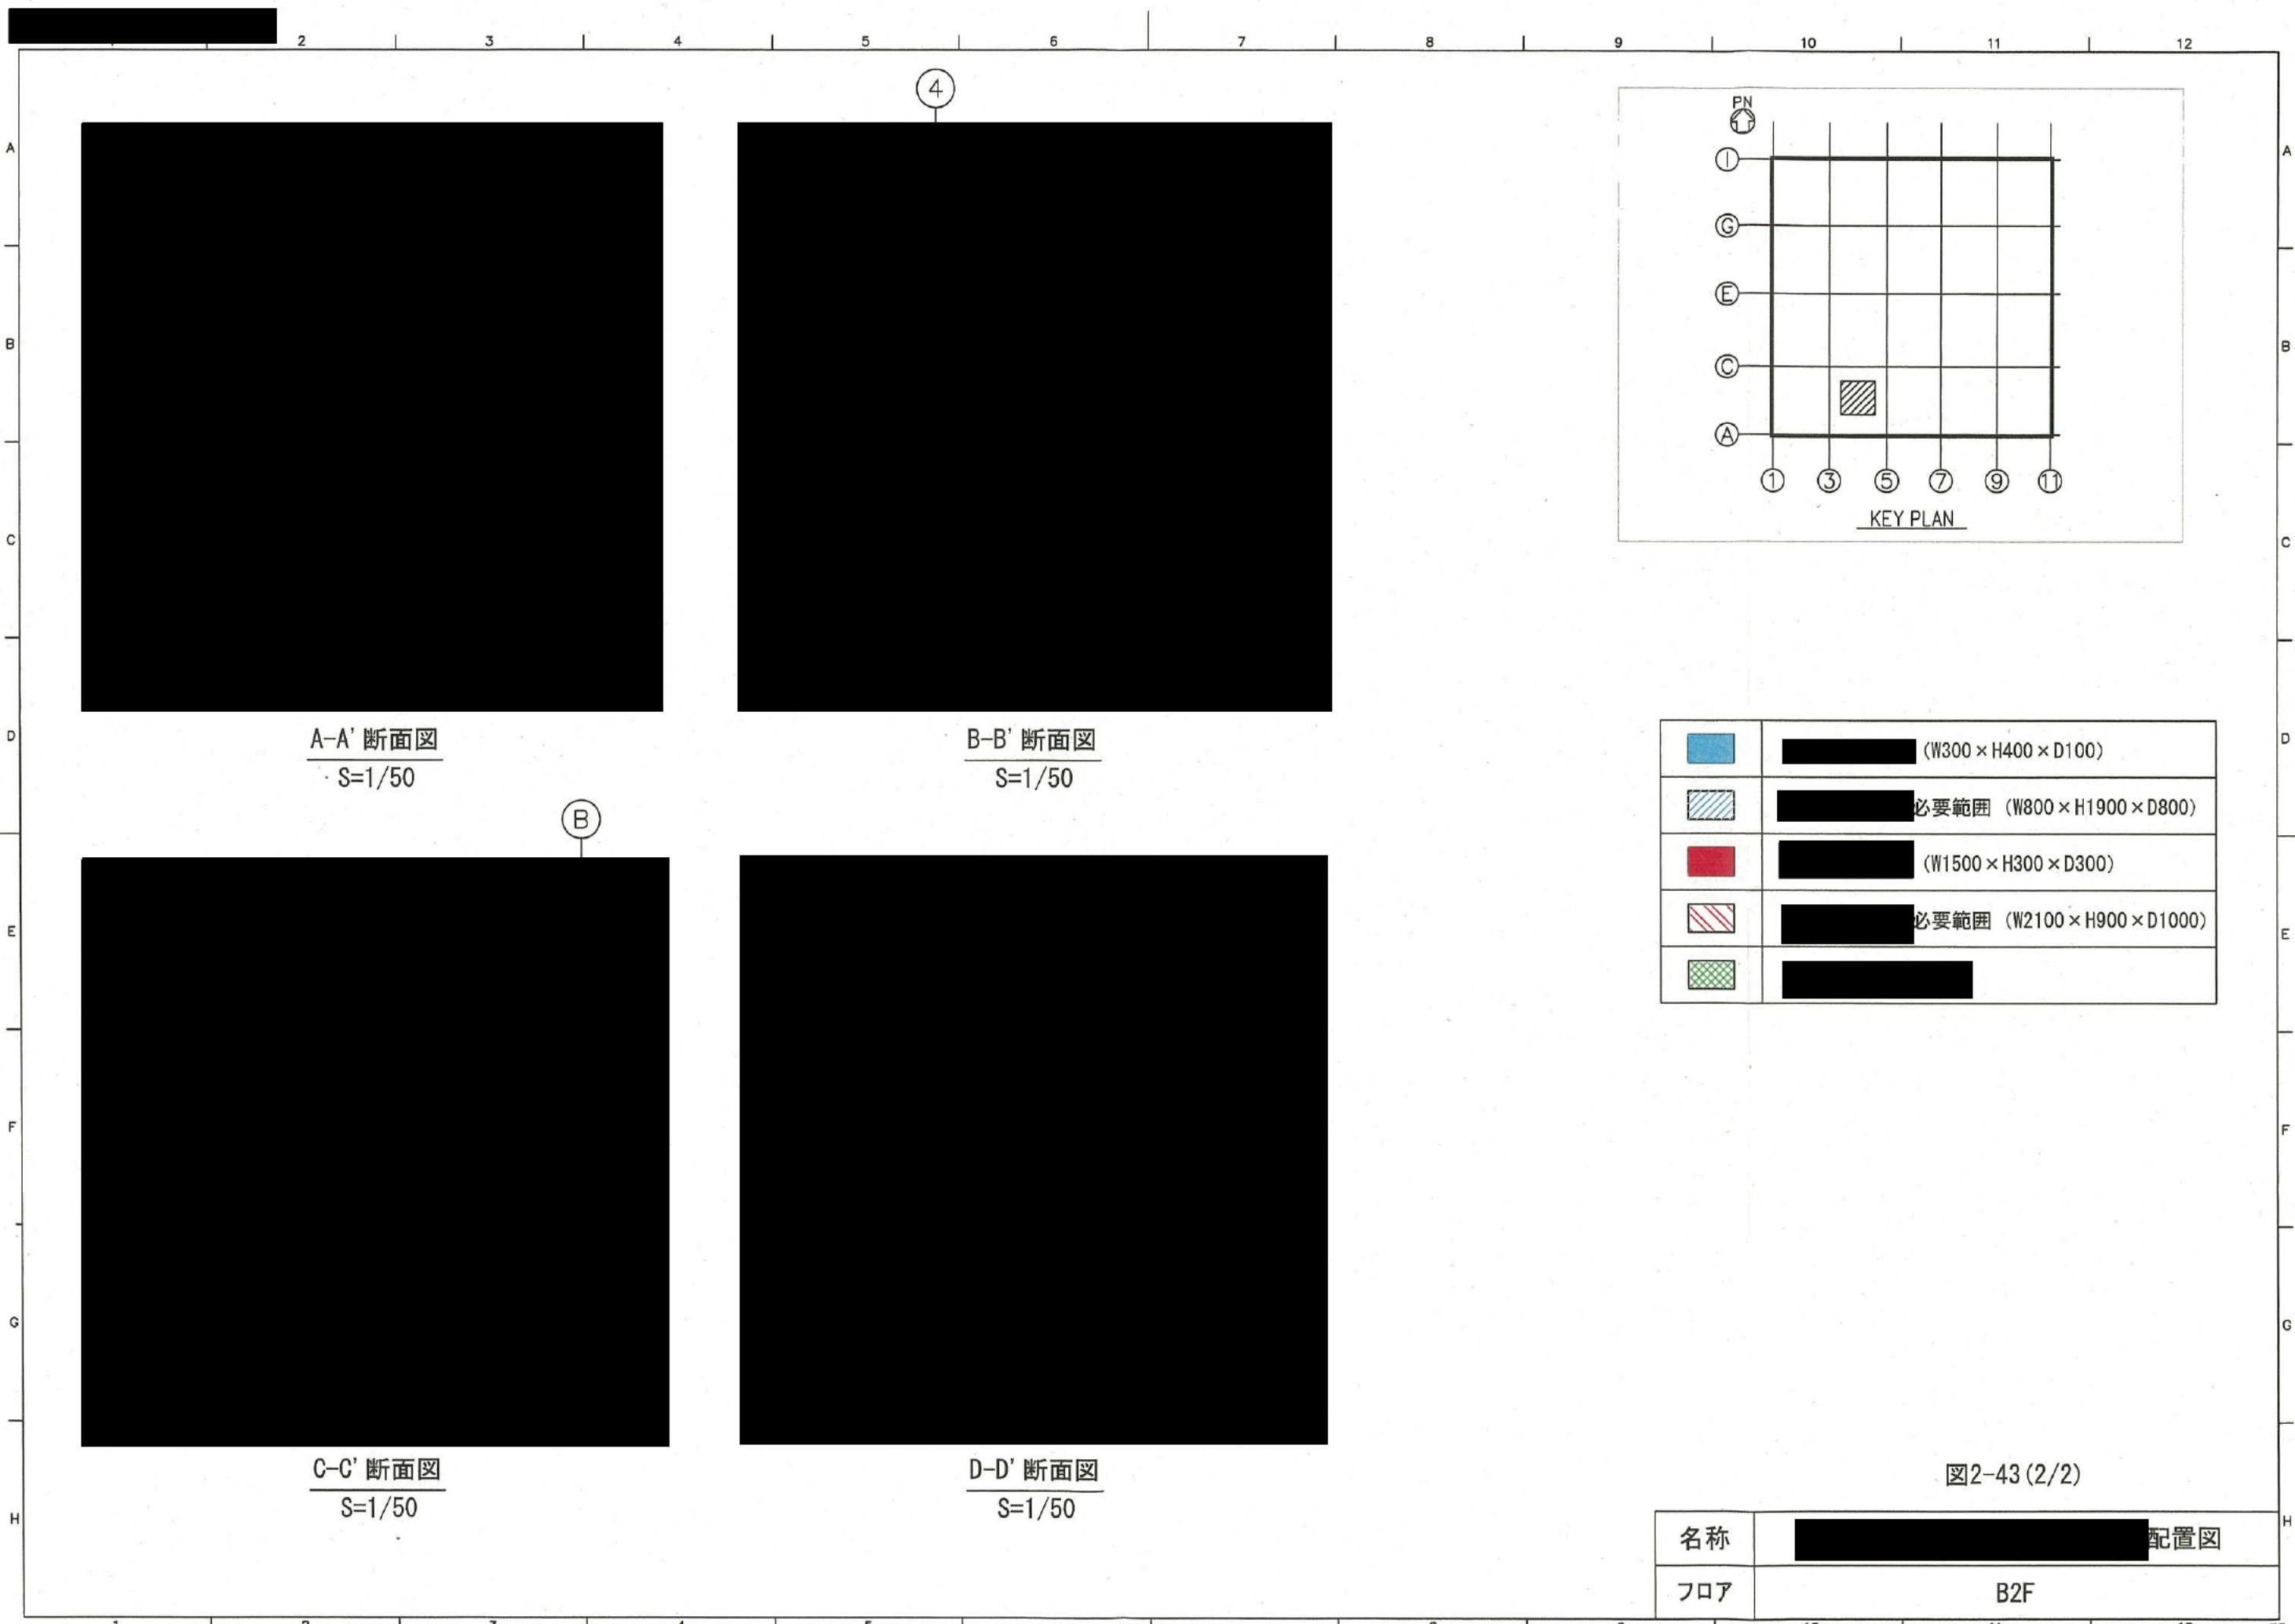 2 3 4 5 6 7 8 9 10 11 12
A
B
C
D
E
F
G
H
A
B
C
D
E
F
G
H
4
A-A' 断面図
S=1/50
B-B' 断面図
S=1/50
B
C-C' 断面図
S=1/50
D-D' 断面図
S=1/50
PN
I
G
E
C
A
1 3 5 7 9 11
KEY PLAN
(W300×H400×D100)
必要範囲 (W800×H1900×D800)
(W1500×H300×D300)
必要範囲 (W2100×H900×D1000)
図2-43(2/2)
名称 配置図
フロア B2F